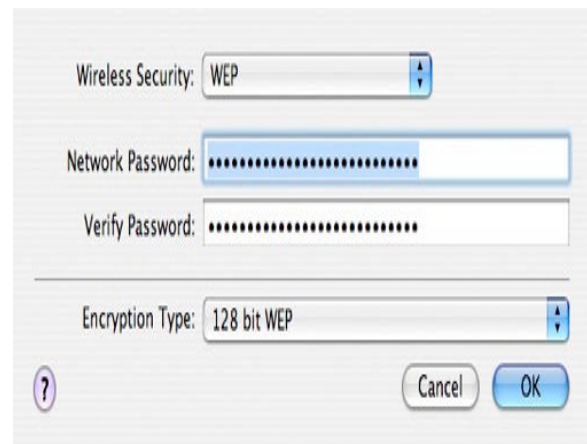 Wireless Security: WEP
Network Password: •••••••••••••••••••••••••••
Verify Password: •••••••••••••••••••••••••••
Encryption Type: 128 bit WEP
? Cancel OK